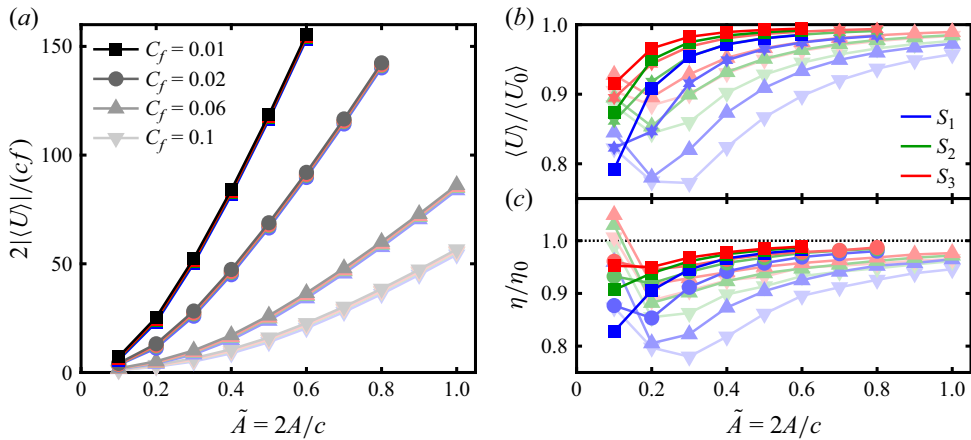 (a)
150
100
50
0
2|⟨U⟩|/(cf)
C_f = 0.01
C_f = 0.02
C_f = 0.06
C_f = 0.1
0 0.2 0.4 0.6 0.8 1.0
Ã = 2A/c
(b)
1.0
0.9
0.8
⟨U⟩/⟨U_0⟩
S_1
S_2
S_3
(c)
1.0
0.9
0.8
η/η_0
0 0.2 0.4 0.6 0.8 1.0
Ã = 2A/c